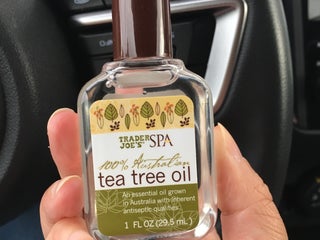 TRADER JOE'S SPA
100% Australian
tea tree oil
An essential oil grown
in Australia with inherent
antiseptic qualities.
1 FL OZ (29.5 mL)